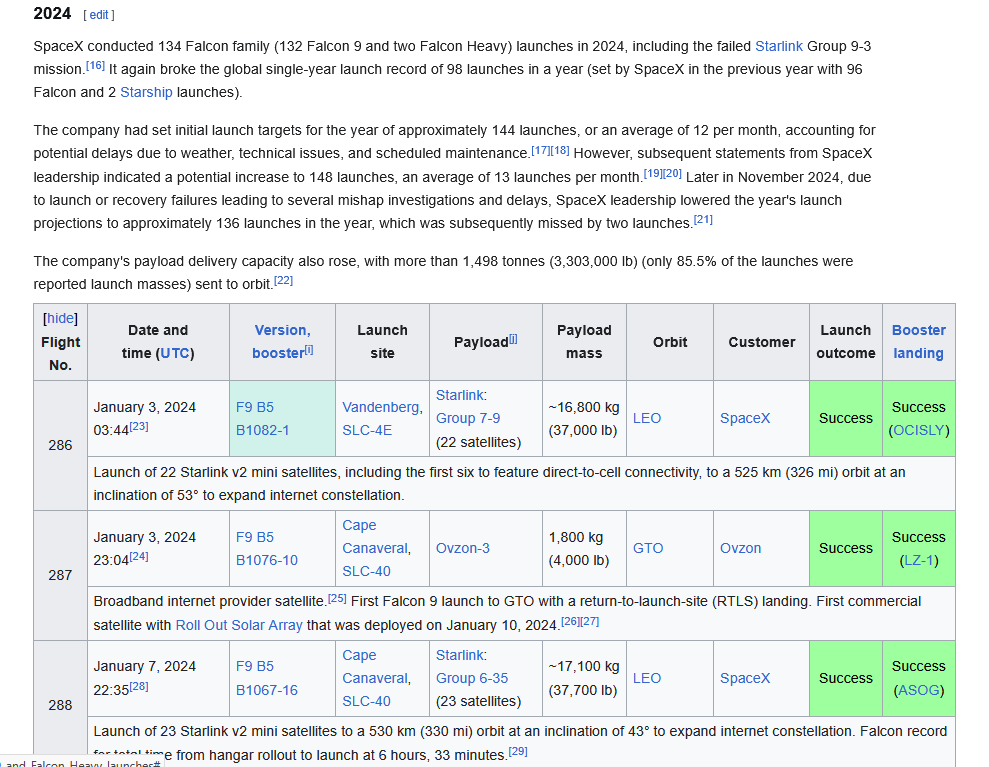 2024 [ edit ]
SpaceX conducted 134 Falcon family (132 Falcon 9 and two Falcon Heavy) launches in 2024, including the failed Starlink Group 9-3
mission.[16] It again broke the global single-year launch record of 98 launches in a year (set by SpaceX in the previous year with 96
Falcon and 2 Starship launches).
The company had set initial launch targets for the year of approximately 144 launches, or an average of 12 per month, accounting for
potential delays due to weather, technical issues, and scheduled maintenance.[17][18] However, subsequent statements from SpaceX
leadership indicated a potential increase to 148 launches, an average of 13 launches per month.[19][20] Later in November 2024, due
to launch or recovery failures leading to several mishap investigations and delays, SpaceX leadership lowered the year's launch
projections to approximately 136 launches in the year, which was subsequently missed by two launches.[21]
The company's payload delivery capacity also rose, with more than 1,498 tonnes (3,303,000 lb) (only 85.5% of the launches were
reported launch masses) sent to orbit.[22]
[hide]
Flight
No.
Date and
time (UTC)
Version,
booster[i]
Launch
site
Payload[j]
Payload
mass
Orbit
Customer
Launch
outcome
Booster
landing
286
January 3, 2024
03:44[23]
F9 B5
B1082-1
Vandenberg,
SLC-4E
Starlink:
Group 7-9
(22 satellites)
~16,800 kg
(37,000 lb)
LEO
SpaceX
Success
Success
(OCISLY)
Launch of 22 Starlink v2 mini satellites, including the first six to feature direct-to-cell connectivity, to a 525 km (326 mi) orbit at an
inclination of 53° to expand internet constellation.
287
January 3, 2024
23:04[24]
F9 B5
B1076-10
Cape
Canaveral,
SLC-40
Ovzon-3
1,800 kg
(4,000 lb)
GTO
Ovzon
Success
Success
(LZ-1)
Broadband internet provider satellite.[25] First Falcon 9 launch to GTO with a return-to-launch-site (RTLS) landing. First commercial
satellite with Roll Out Solar Array that was deployed on January 10, 2024.[26][27]
288
January 7, 2024
22:35[28]
F9 B5
B1067-16
Cape
Canaveral,
SLC-40
Starlink:
Group 6-35
(23 satellites)
~17,100 kg
(37,700 lb)
LEO
SpaceX
Success
Success
(ASOG)
Launch of 23 Starlink v2 mini satellites to a 530 km (330 mi) orbit at an inclination of 43° to expand internet constellation. Falcon record
for total time from hangar rollout to launch at 6 hours, 33 minutes.[29]
and_Falcon_Heavy_launches#